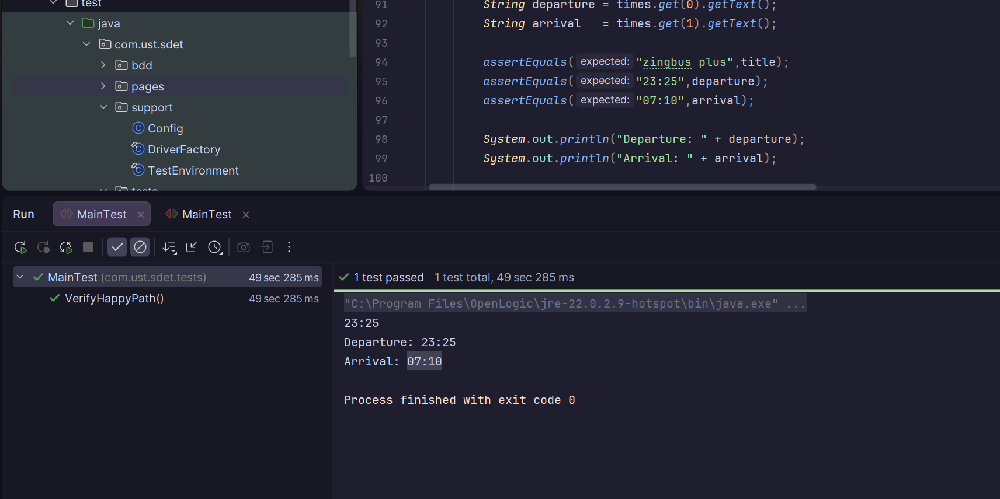 test
java
com.ust.sdet
bdd
pages
support
Config
DriverFactory
TestEnvironment
tests
91 String departure = times.get(0).getText();
92 String arrival   = times.get(1).getText();
93
94 assertEquals( expected: "zingbus plus",title);
95 assertEquals( expected: "23:25",departure);
96 assertEquals( expected: "07:10",arrival);
97
98 System.out.println("Departure: " + departure);
99 System.out.println("Arrival: " + arrival);
100
Run MainTest MainTest
MainTest (com.ust.sdet.tests) 49 sec 285 ms
VerifyHappyPath() 49 sec 285 ms
1 test passed 1 test total, 49 sec 285 ms
"C:\Program Files\OpenLogic\jre-22.0.2.9-hotspot\bin\java.exe" ...
23:25
Departure: 23:25
Arrival: 07:10
Process finished with exit code 0